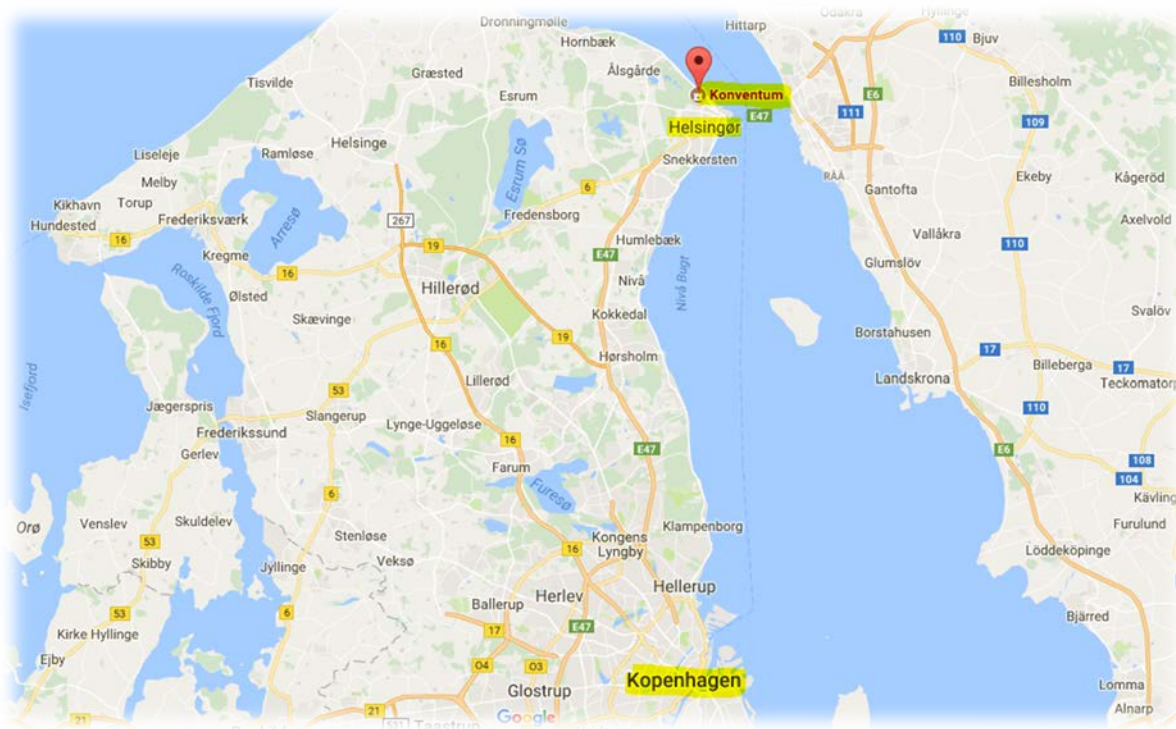 Dronningmølle
Hittarp
Ödåkra
Hyllinge
Hornbæk
110
Bjuv
Tisvilde
Græsted
Ålsgårde
Billesholm
Esrum
Konventum
E6
111
E47
109
Helsingør
Liseleje
Ramløse
Helsinge
Snekkersten
Melby
Esrum Sø
RÅÅ
Ekeby
Kågeröd
Kikhavn
Torup
Frederiksværk
6
Gantofta
Hundested
16
Arresø
267
Fredensborg
Axelvold
Kregme
19
Humlebæk
Vallåkra
110
16
E47
Glumslöv
Roskilde Fjord
Ølsted
Hillerød
Nivå
Nivå Bugt
Skævinge
Kokkedal
Svalöv
16
19
Borstahusen
Hørsholm
17
Billeberga
17
Isefjord
Lillerød
Landskrona
Teckomatorp
53
Jægerspris
Slangerup
110
Frederikssund
Lynge-Uggeløse
16
E47
E6
Gerlev
Farum
108
104
Furesø
Kävling
6
Orø
Venslev
Skuldelev
Klampenborg
Furulund
Stenløse
Kongens
Lyngby
53
16
Löddeköpinge
Skibby
Jyllinge
Veksø
Hellerup
Herlev
Ballerup
53
6
Bjärred
Kirke Hyllinge
17
E47
Ejby
O4
O3
Kopenhagen
Lomma
Glostrup
21
21
531
Taastrup
Google
Alnarp